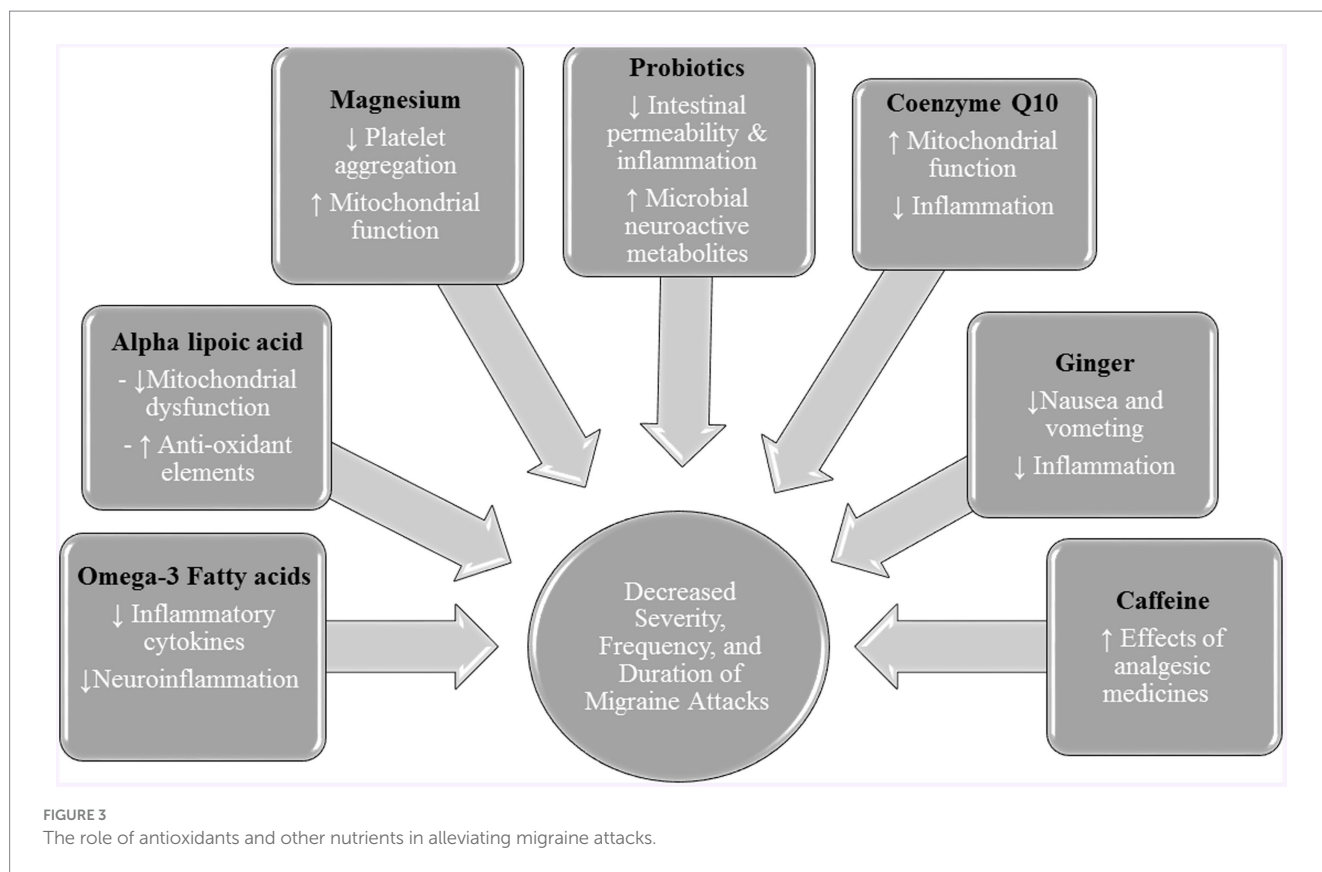 Magnesium
↓ Platelet
aggregation
↑ Mitochondrial
function
Probiotics
↓ Intestinal
permeability &
inflammation
↑ Microbial
neuroactive
metabolites
Coenzyme Q10
↑ Mitochondrial
function
↓ Inflammation
Alpha lipoic acid
- ↓Mitochondrial
dysfunction
- ↑ Anti-oxidant
elements
Ginger
↓Nausea and
vometing
↓ Inflammation
Omega-3 Fatty acids
↓ Inflammatory
cytokines
↓Neuroinflammation
Decreased
Severity,
Frequency, and
Duration of
Migraine Attacks
Caffeine
↑ Effects of
analgesic
medicines
FIGURE 3
The role of antioxidants and other nutrients in alleviating migraine attacks.